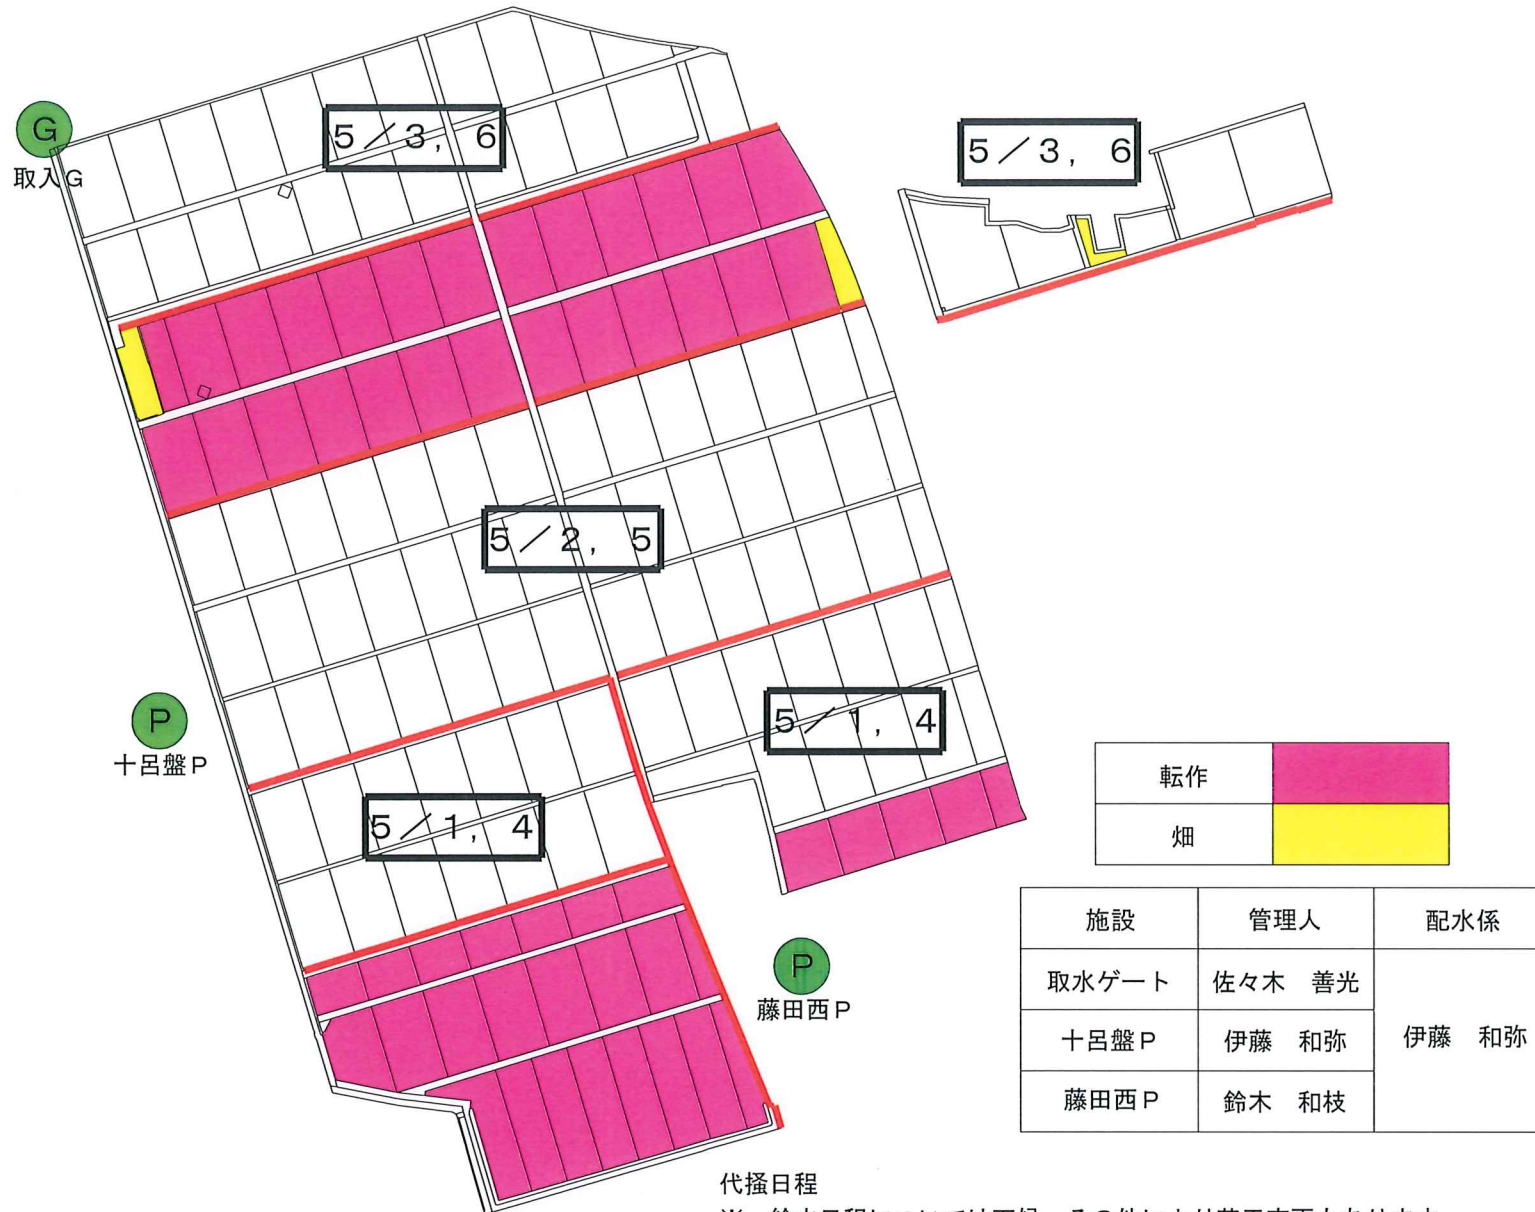 G
取入G
5／3, 6
5／3, 6
5／2, 5
P
十呂盤P
5／1, 4
5／1, 4
P
藤田西P
転作
畑
施設 管理人 配水係
取水ゲート 佐々木 善光
十呂盤P 伊藤 和弥 伊藤 和弥
藤田西P 鈴木 和枝
代掻日程